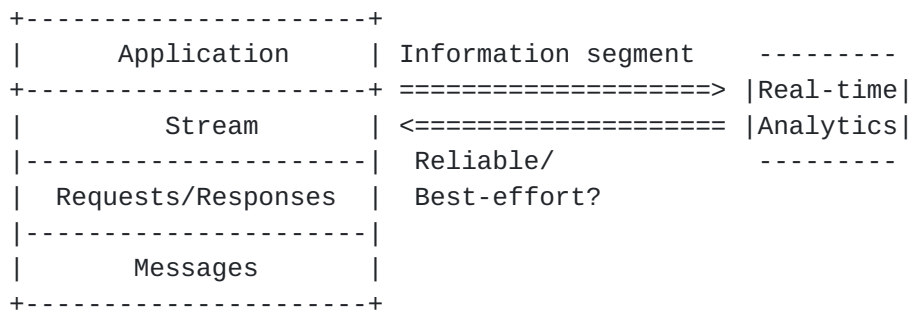 Application Information segment
Real-time
Stream Analytics
Reliable/
Requests/Responses Best-effort?
Messages